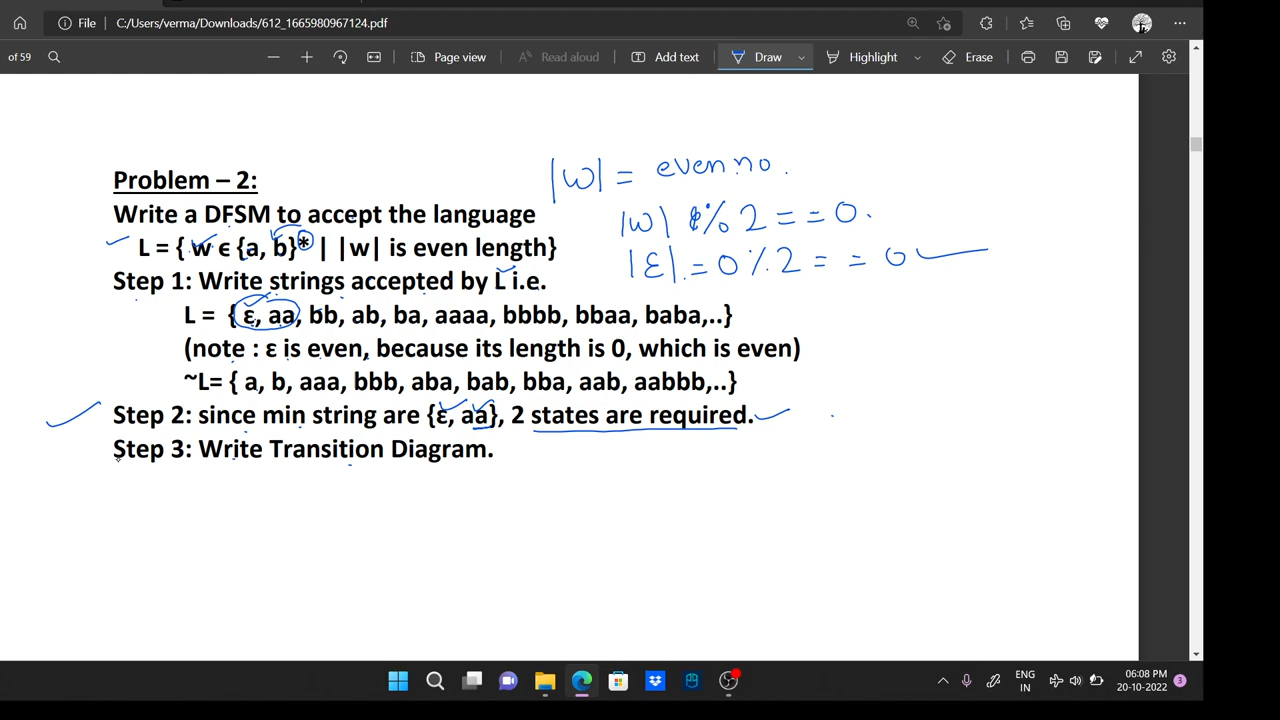 File C:/Users/verma/Downloads/612_1665980967124.pdf
of 59 Page view Read aloud Add text Draw Highlight Erase
|w| = even no.
Problem – 2:
Write a DFSM to accept the language
|w| % 2 = = 0.
L = { w ϵ {a, b}* | |w| is even length}
|ε| = 0 % 2 = = 0
Step 1: Write strings accepted by L i.e.
L = { ε, aa, bb, ab, ba, aaaa, bbbb, bbaa, baba,..}
(note : ε is even, because its length is 0, which is even)
~L= { a, b, aaa, bbb, aba, bab, bba, aab, aabbb,..}
Step 2: since min string are {ε, aa}, 2 states are required.
Step 3: Write Transition Diagram.
ENG
IN
06:08 PM
20-10-2022
3